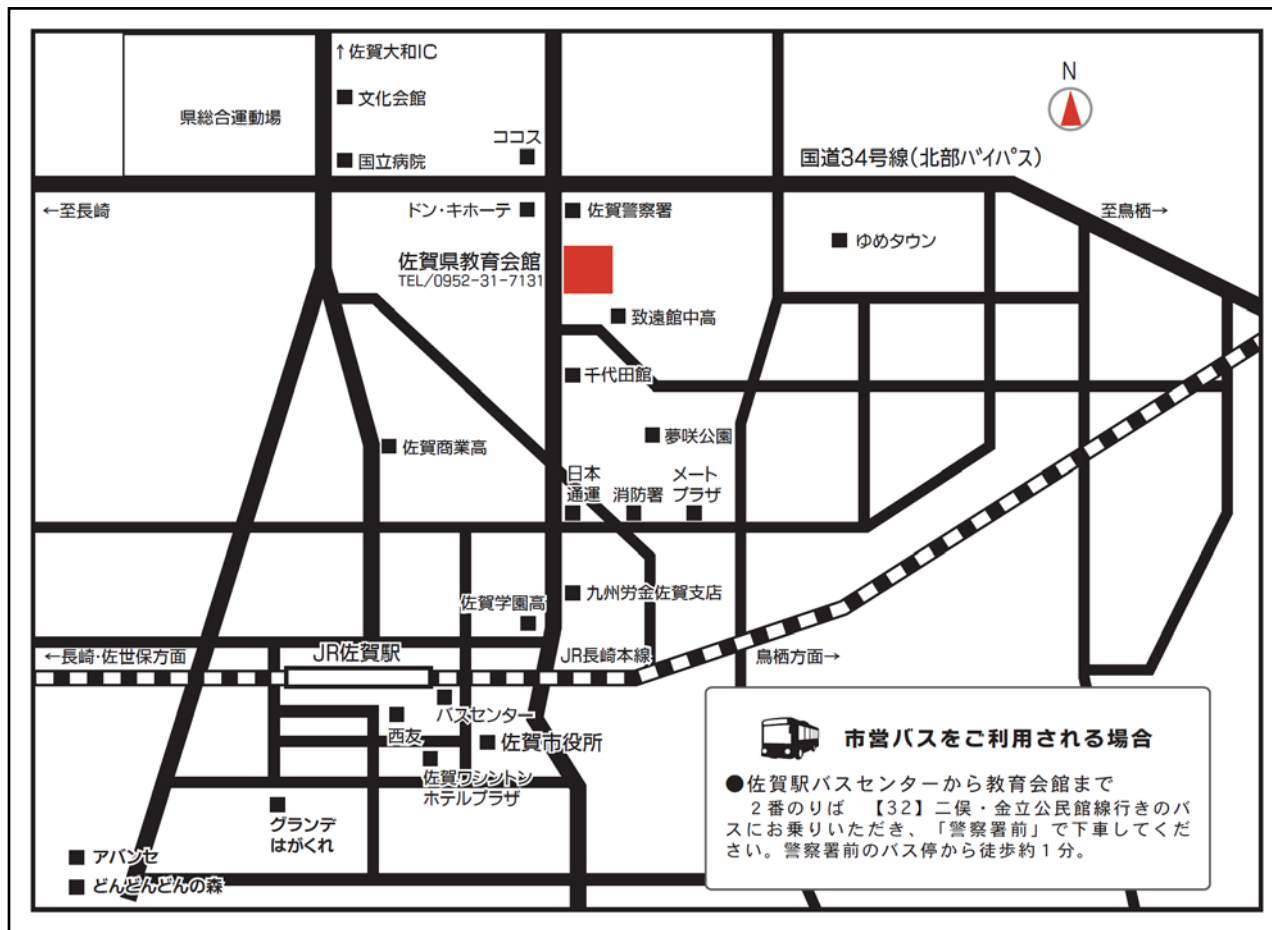 ↑佐賀大和IC
N
文化会館
県総合運動場
ココス
国立病院
国道34号線(北部バイパス)
←至長崎
ドン・キホーテ
佐賀警察署
至鳥栖→
ゆめタウン
佐賀県教育会館
TEL/0952-31-7131
致遠館中高
千代田館
夢咲公園
佐賀商業高
日本
通運
消防署
メート
プラザ
九州労金佐賀支店
佐賀学園高
←長崎・佐世保方面
JR佐賀駅
JR長崎本線
鳥栖方面→
バスセンター
西友
佐賀市役所
佐賀ワシントン
ホテルプラザ
グランデ
はがくれ
アバンセ
どんどんどんの森
市営バスをご利用される場合
●佐賀駅バスセンターから教育会館まで
2番のりば 【32】二俣・金立公民館線行きのバ
スにお乗りいただき、「警察署前」で下車してくだ
さい。警察署前のバス停から徒歩約1分。